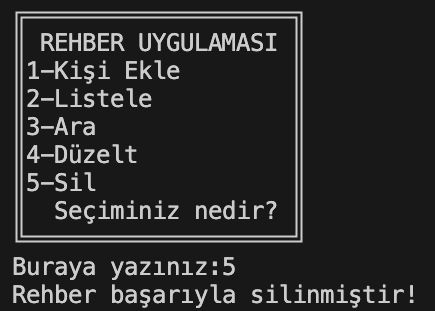 REHBER UYGULAMASI
1-Kişi Ekle
2-Listele
3-Ara
4-Düzelt
5-Sil
Seçiminiz nedir?
Buraya yazınız:5
Rehber başarıyla silinmiştir!